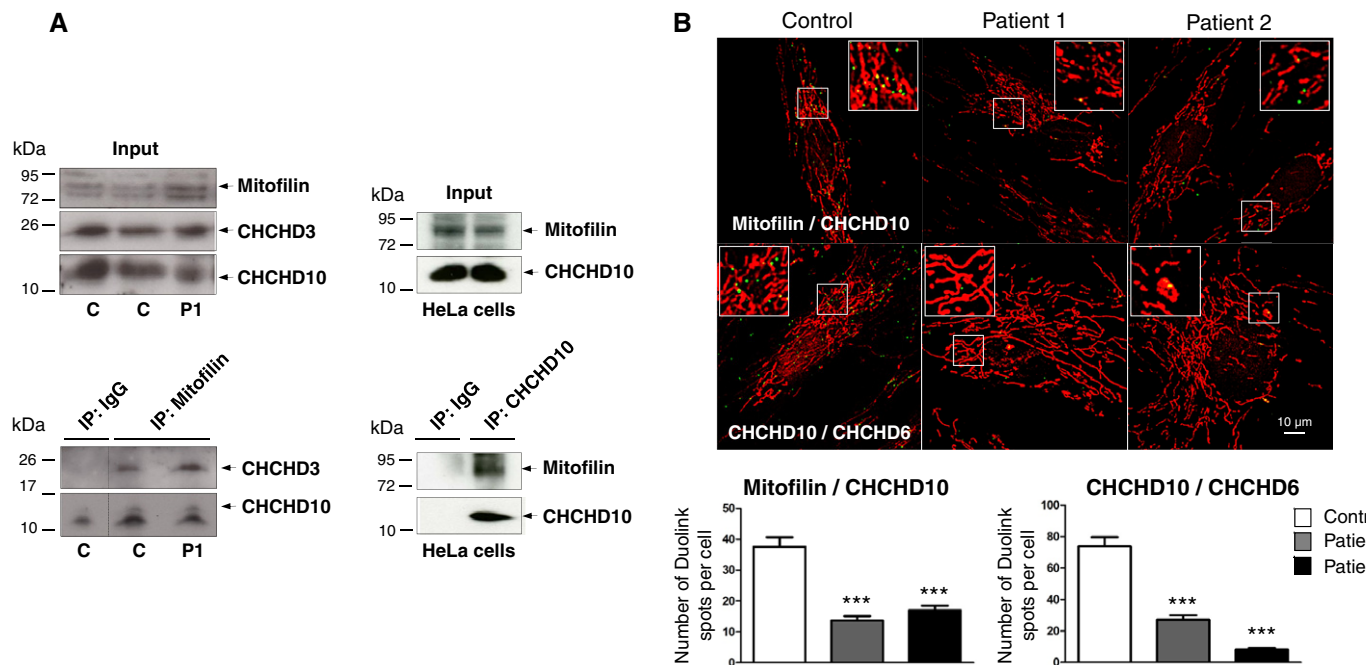 A
kDa
Input
95
72
26
10
Mitofilin
CHCHD3
CHCHD10
C C P1
kDa
Input
95
72
10
Mitofilin
CHCHD10
HeLa cells
IP: IgG
IP: Mitofilin
kDa
26
17
10
CHCHD3
CHCHD10
C C P1
IP: IgG
IP: CHCHD10
kDa
95
72
10
Mitofilin
CHCHD10
HeLa cells
B
Control Patient 1 Patient 2
Mitofilin / CHCHD10
CHCHD10 / CHCHD6
10 µm
Mitofilin / CHCHD10
Number of Duolink
spots per cell
50
40
30
20
10
0
***
***
CHCHD10 / CHCHD6
Number of Duolink
spots per cell
100
80
60
40
20
0
***
***
Cont
Patie
Patie